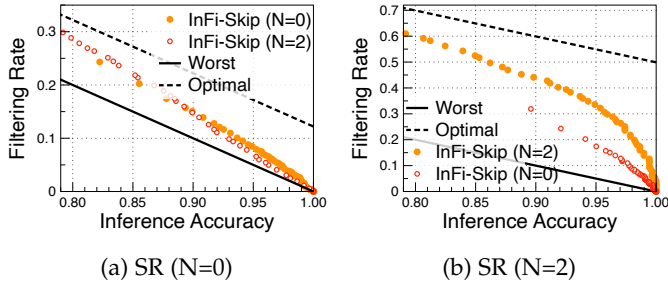 0.3
0.2
0.1
0
Filtering Rate
InFi-Skip (N=0)
InFi-Skip (N=2)
Worst
Optimal
0.80 0.85 0.90 0.95 1.00
Inference Accuracy
(a) SR (N=0)
0.7
0.6
0.5
0.4
0.3
0.2
0.1
0
Filtering Rate
Worst
Optimal
InFi-Skip (N=2)
InFi-Skip (N=0)
0.80 0.85 0.90 0.95 1.00
Inference Accuracy
(b) SR (N=2)